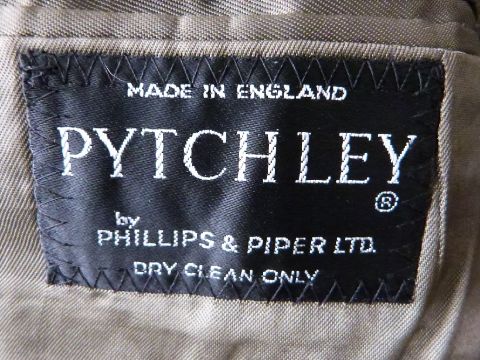 MADE IN ENGLAND
PYTCHLEY
®
by
PHILLIPS & PIPER LTD.
DRY CLEAN ONLY